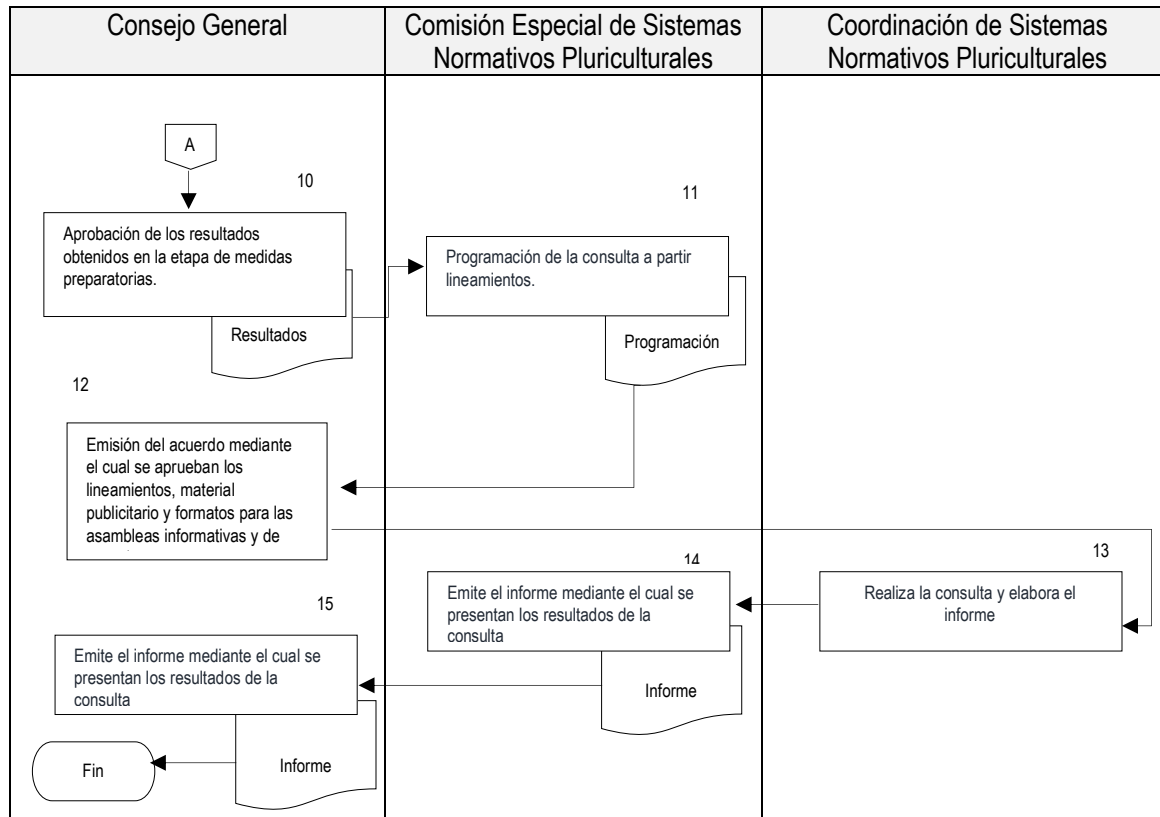 Consejo General
Comisión Especial de Sistemas
Normativos Pluriculturales
Coordinación de Sistemas
Normativos Pluriculturales
A
10
Aprobación de los resultados
obtenidos en la etapa de medidas
preparatorias.
Resultados
11
Programación de la consulta a partir
lineamientos.
Programación
12
Emisión del acuerdo mediante
el cual se aprueban los
lineamientos, material
publicitario y formatos para las
asambleas informativas y de
13
Realiza la consulta y elabora el
informe
14
Emite el informe mediante el cual se
presentan los resultados de la
consulta
Informe
15
Emite el informe mediante el cual se
presentan los resultados de la
consulta
Informe
Fin